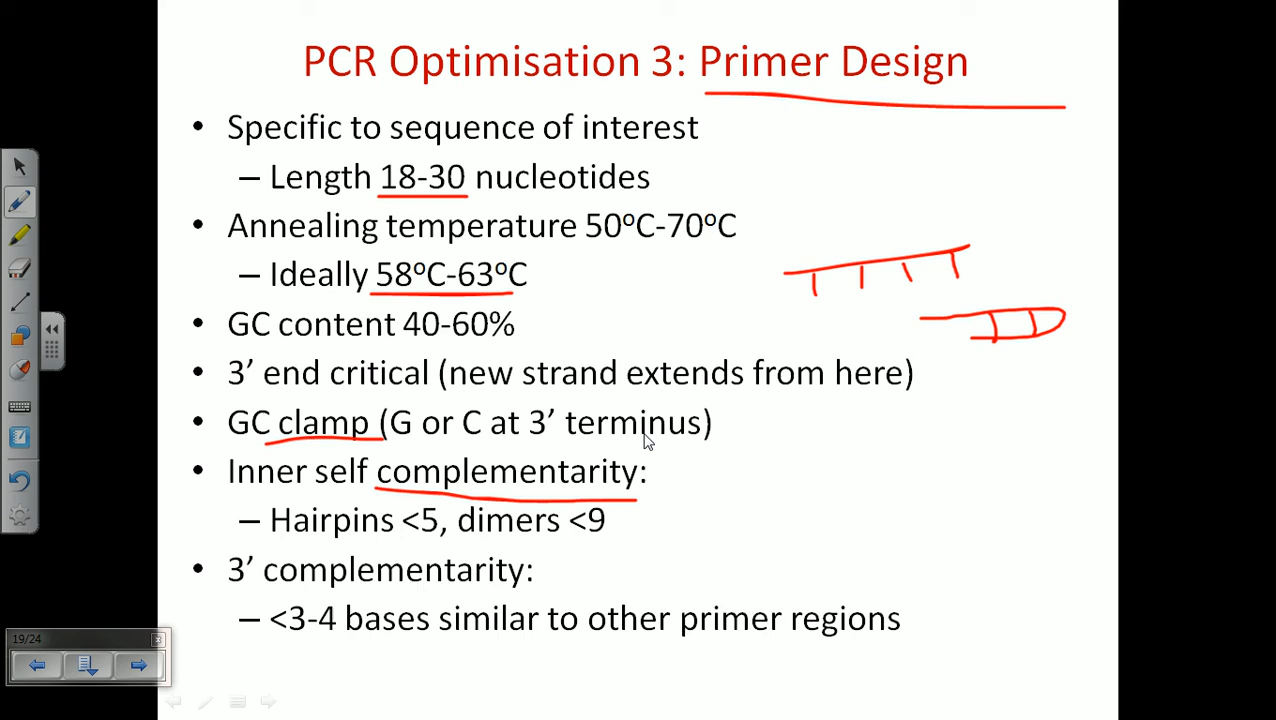 PCR Optimisation 3: Primer Design
• Specific to sequence of interest
– Length 18-30 nucleotides
• Annealing temperature 50ºC-70ºC
– Ideally 58ºC-63ºC
• GC content 40-60%
• 3’ end critical (new strand extends from here)
• GC clamp (G or C at 3’ terminus)
• Inner self complementarity:
– Hairpins <5, dimers <9
• 3’ complementarity:
– <3-4 bases similar to other primer regions
19/24